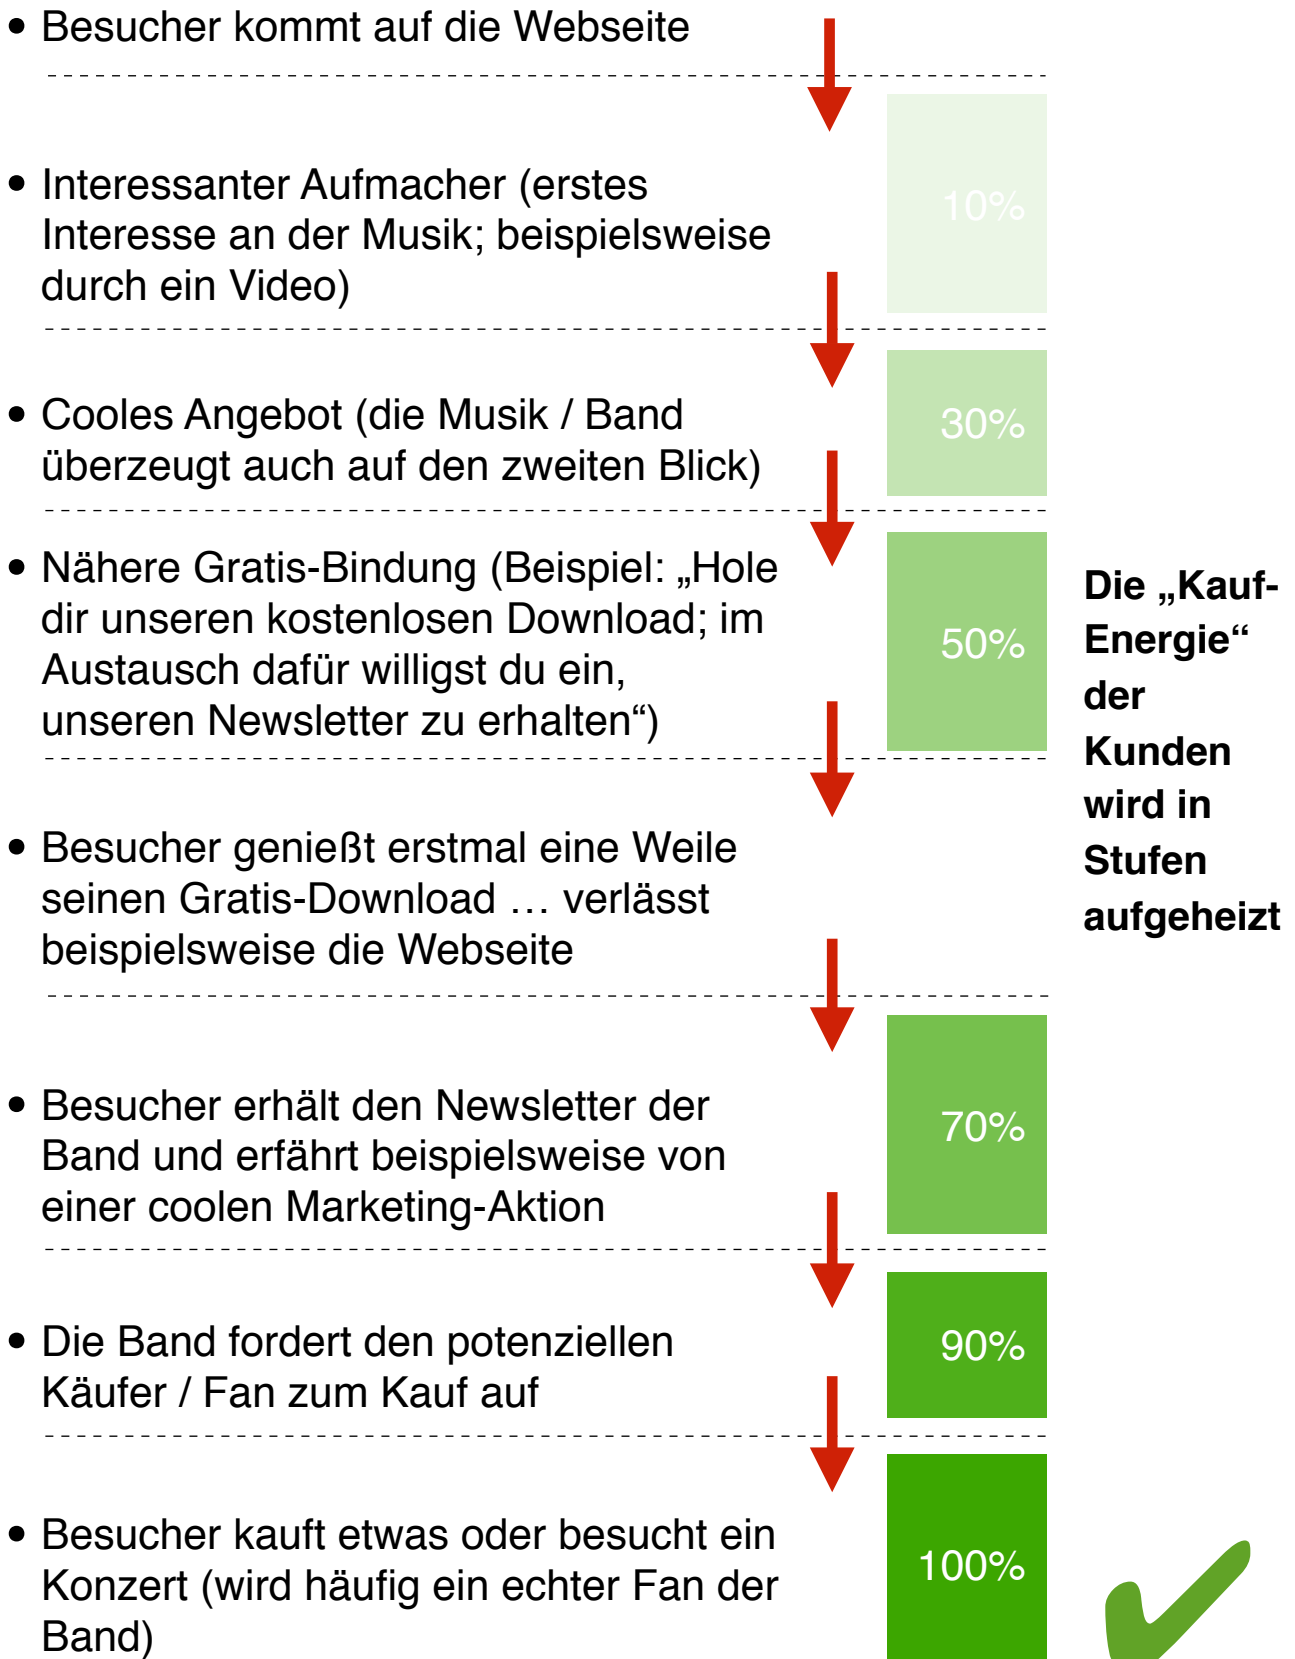 • Besucher kommt auf die Webseite
• Interessanter Aufmacher (erstes
Interesse an der Musik; beispielsweise
durch ein Video)
10%
• Cooles Angebot (die Musik / Band
überzeugt auch auf den zweiten Blick)
30%
• Nähere Gratis-Bindung (Beispiel: „Hole
dir unseren kostenlosen Download; im
Austausch dafür willigst du ein,
unseren Newsletter zu erhalten“)
50%
• Besucher genießt erstmal eine Weile
seinen Gratis-Download … verlässt
beispielsweise die Webseite
• Besucher erhält den Newsletter der
Band und erfährt beispielsweise von
einer coolen Marketing-Aktion
70%
• Die Band fordert den potenziellen
Käufer / Fan zum Kauf auf
90%
• Besucher kauft etwas oder besucht ein
Konzert (wird häufig ein echter Fan der
Band)
100%
Die „Kauf-
Energie“
der
Kunden
wird in
Stufen
aufgeheizt